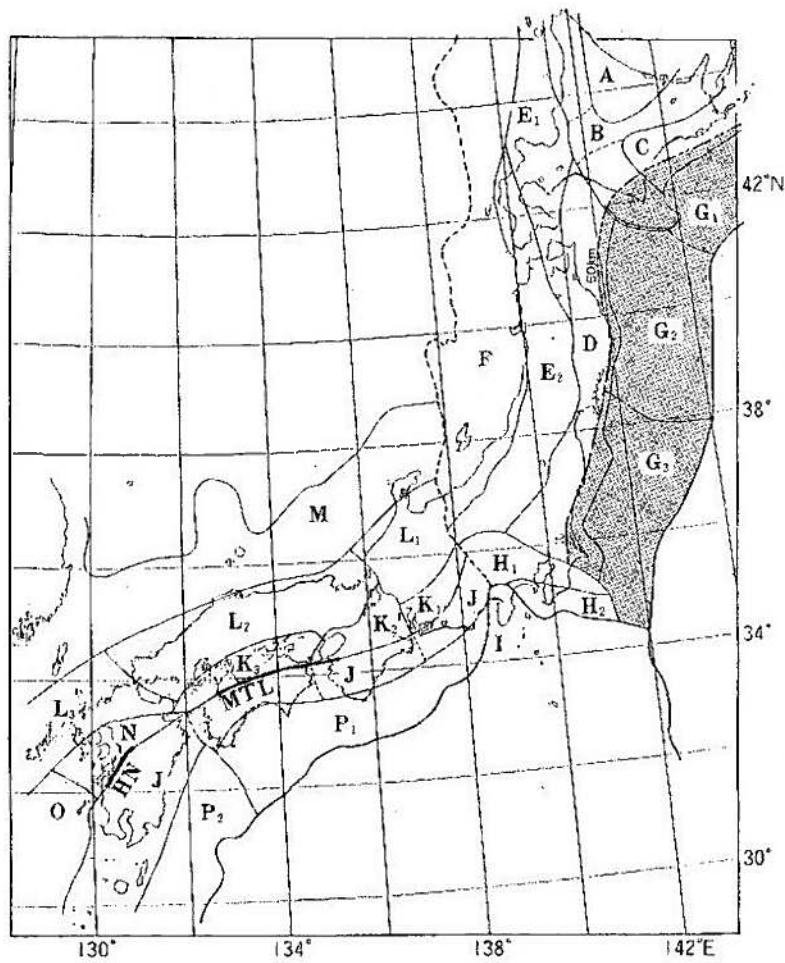 A
E₁
B
C
42°N
G₁
60km
G₂
D
F
E₂
38°
G₃
M
L₁
H₁
K₁
J
H₂
K₂
L₂
I
34°
K₃
J
MTL
L₃
N
P₁
HN
J
O
P₂
30°
130°
134°
138°
142°E